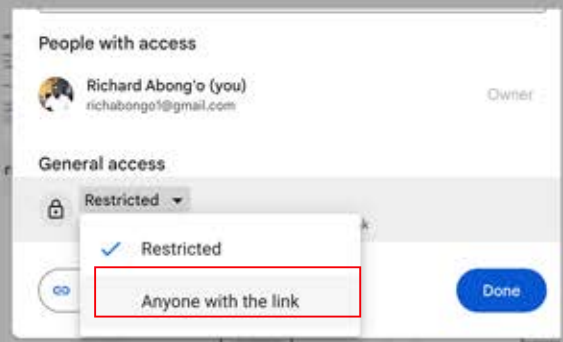 People with access
Richard Abong'o (you)
richabongo1@gmail.com
Owner
General access
Restricted
Restricted
Anyone with the link
Done